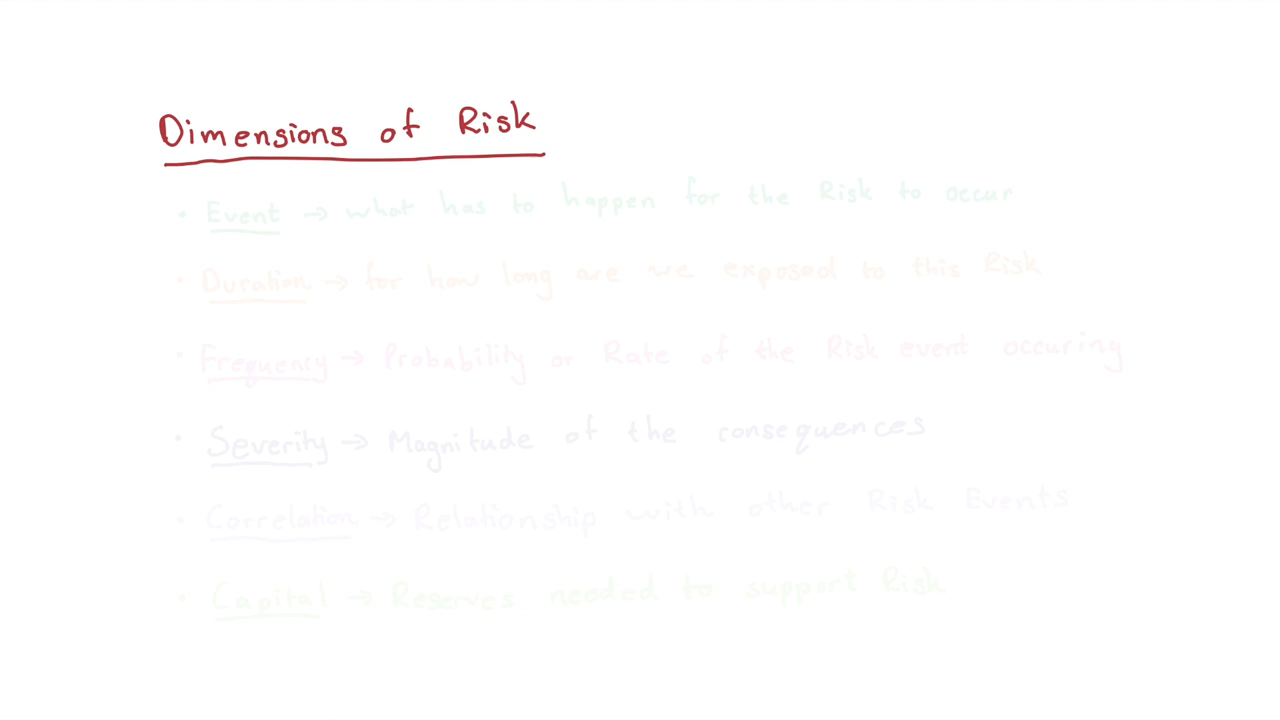 Dimensions of Risk
• Event → what has to happen for the Risk to occur
• Duration → for how long are we exposed to this Risk
• Frequency → Probability or Rate of the Risk event occuring
• Severity → Magnitude of the consequences
• Correlation → Relationship with other Risk Events
• Capital → Reserves needed to support Risk